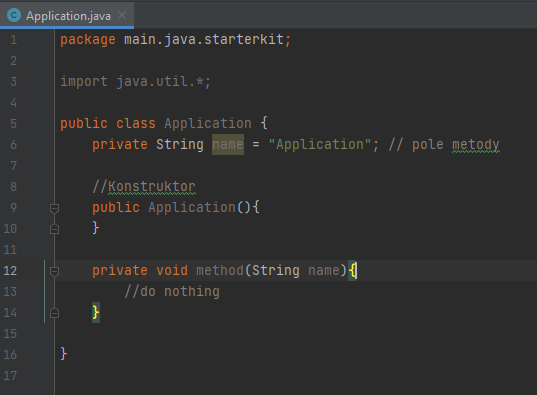 Application.java
1 package main.java.starterkit;
2
3 import java.util.*;
4
5 public class Application {
6 private String name = "Application"; // pole metody
7
8 //Konstruktor
9 public Application(){
10 }
11
12 private void method(String name){
13 //do nothing
14 }
15
16 }
17